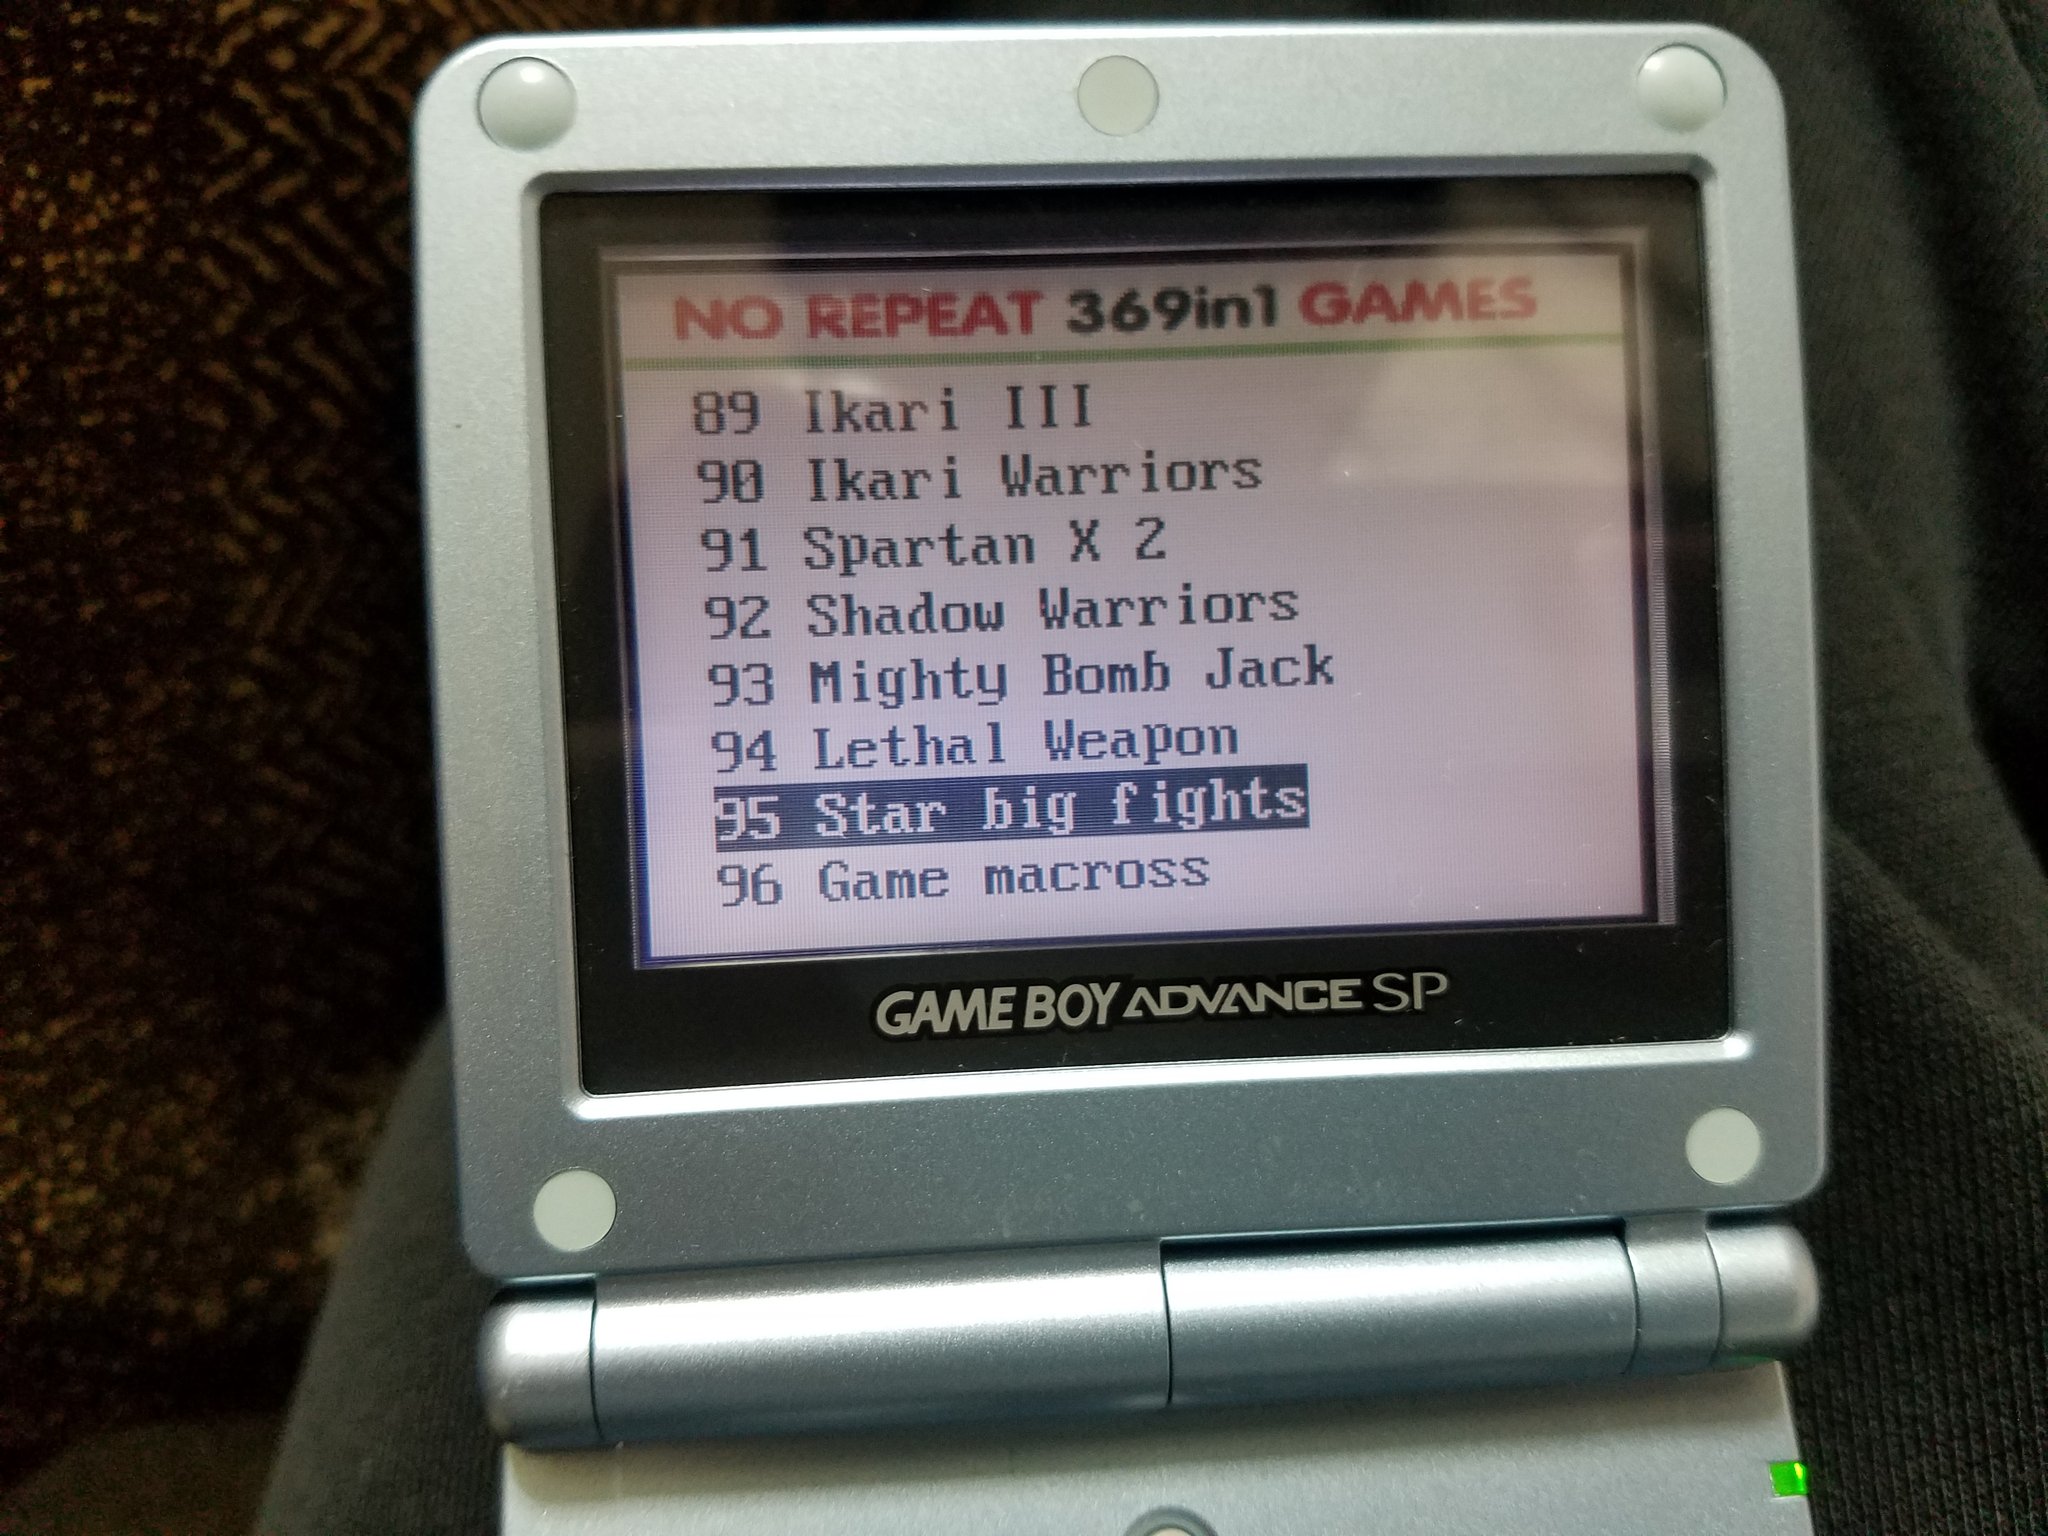 NO REPEAT 369in1 GAMES
89 Ikari III
90 Ikari Warriors
91 Spartan X 2
92 Shadow Warriors
93 Mighty Bomb Jack
94 Lethal Weapon
95 Star big fights
96 Game macross
GAME BOY ADVANCE SP